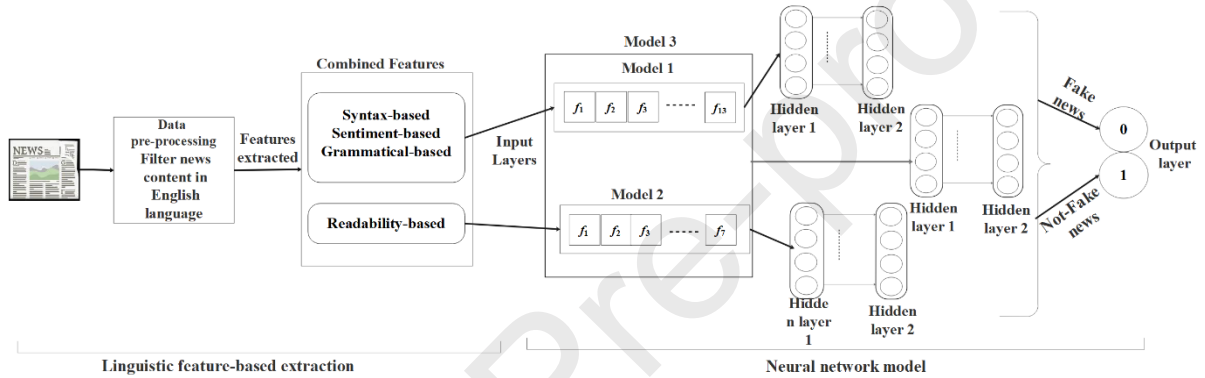 NEWS
Data
pre-processing
Filter news
content in
English
language
Features
extracted
Combined Features
Syntax-based
Sentiment-based
Grammatical-based
Readability-based
Input
Layers
Model 3
Model 1
f1 f2 f3 ----- f13
Model 2
f1 f2 f3 ----- f7
Hidden
layer 1
Hidden
layer 2
Hidden
layer 1
Hidden
layer 2
Hidde
n layer
1
Hidden
layer 2
Fake
news
Not-Fake
news
0
1
Output
layer
Linguistic feature-based extraction
Neural network model
Pre-pro